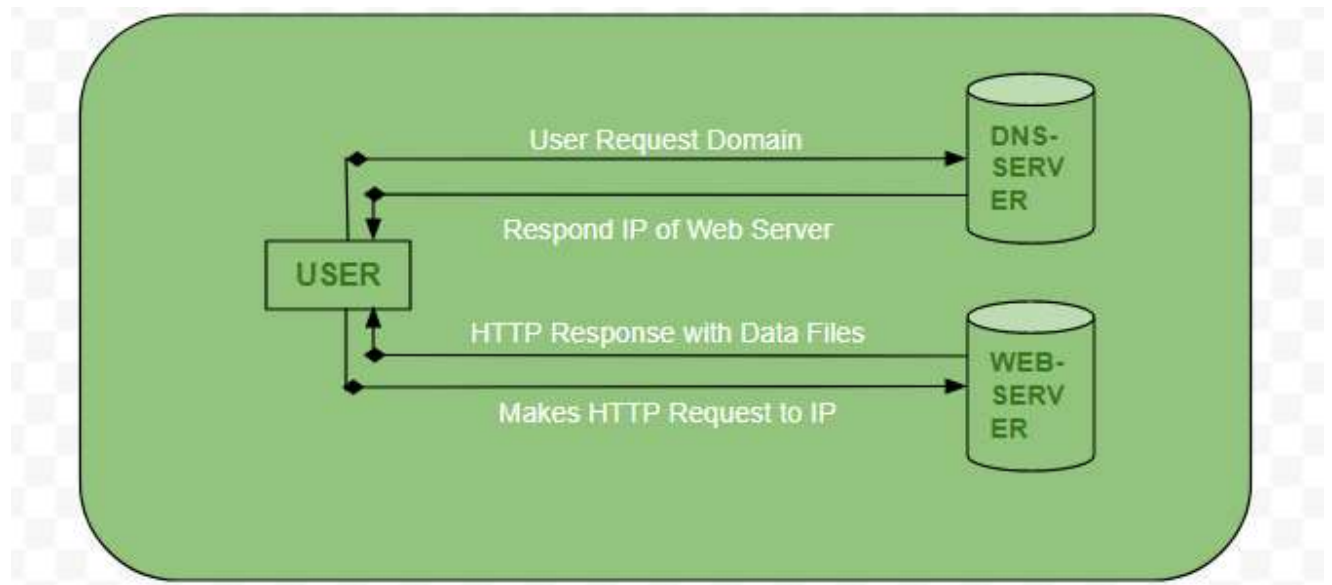 User Request Domain
DNS-
SERV
ER
Respond IP of Web Server
USER
HTTP Response with Data Files
WEB-
SERV
ER
Makes HTTP Request to IP